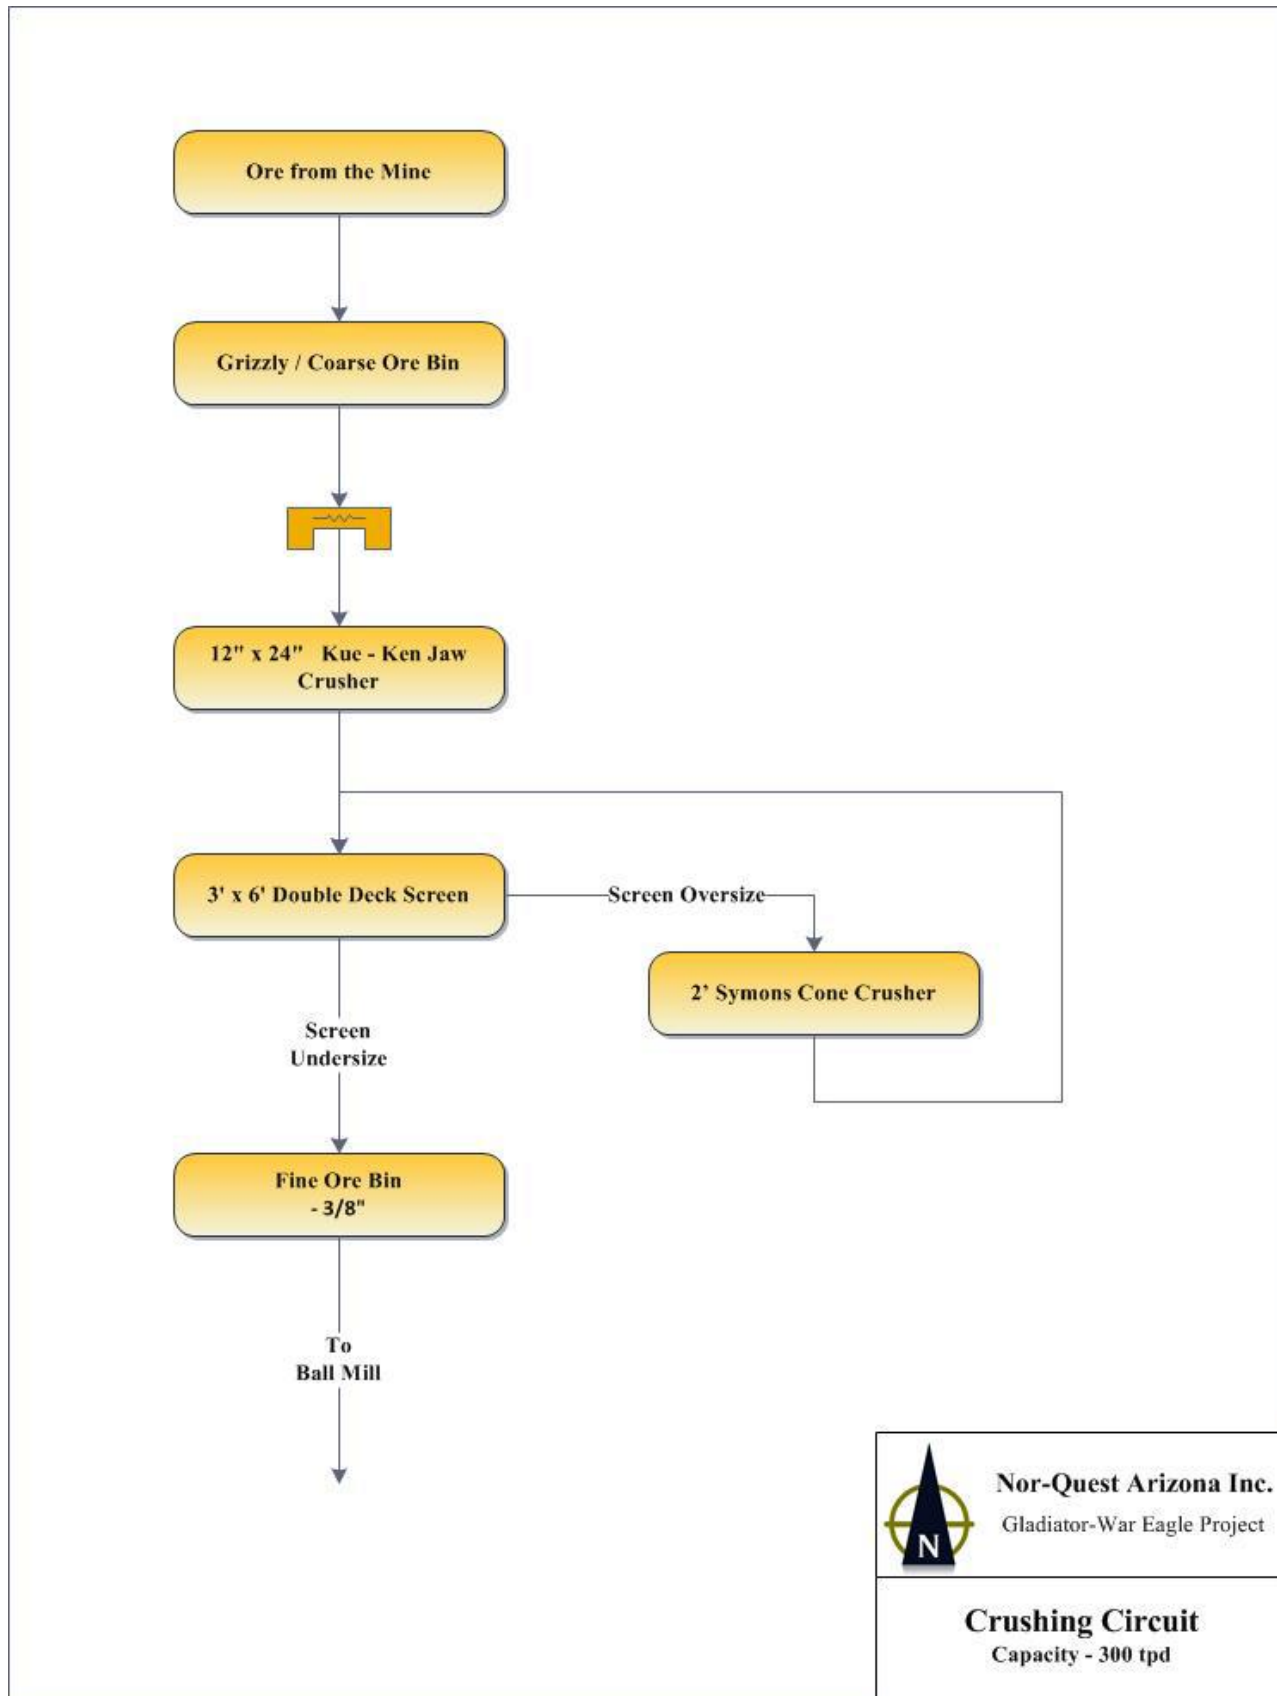 Ore from the Mine
Grizzly / Coarse Ore Bin
12" x 24"   Kue - Ken Jaw
Crusher
3' x 6' Double Deck Screen
Screen Oversize
2’ Symons Cone Crusher
Screen
Undersize
Fine Ore Bin
- 3/8"
To
Ball Mill
N
Nor-Quest Arizona Inc.
Gladiator-War Eagle Project
Crushing Circuit
Capacity - 300 tpd